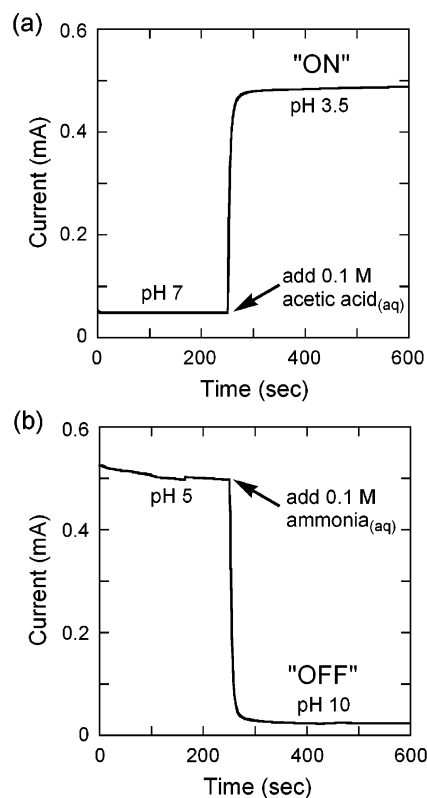 (a)
0.6
0.4
0.2
0
Current (mA)
"ON"
pH 3.5
pH 7
add 0.1 M
acetic acid(aq)
0
200
400
600
Time (sec)
(b)
0.6
0.4
0.2
0
Current (mA)
pH 5
add 0.1 M
ammonia(aq)
"OFF"
pH 10
0
200
400
600
Time (sec)